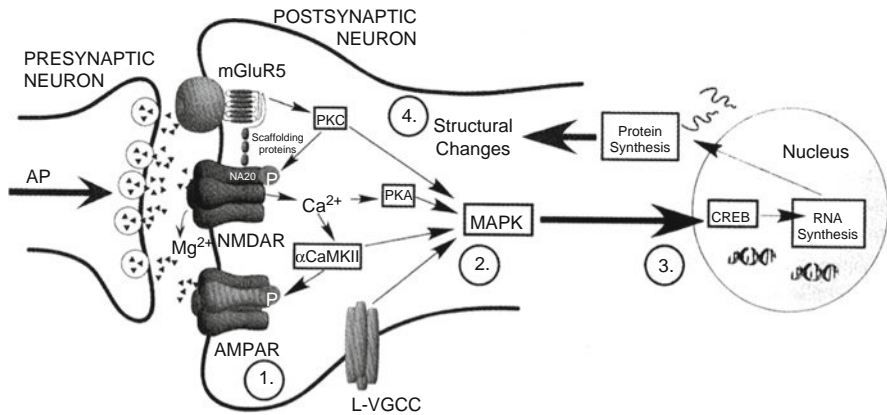 POSTSYNAPTIC
NEURON
PRESYNAPTIC
NEURON
mGluR5
PKC
Scaffolding
proteins
4.
Structural
Changes
Protein
Synthesis
Nucleus
AP
NA20
P
Ca²⁺
PKA
MAPK
CREB
RNA
Synthesis
Mg²⁺
NMDAR
αCaMKII
2.
3.
P
AMPAR
1.
L-VGCC